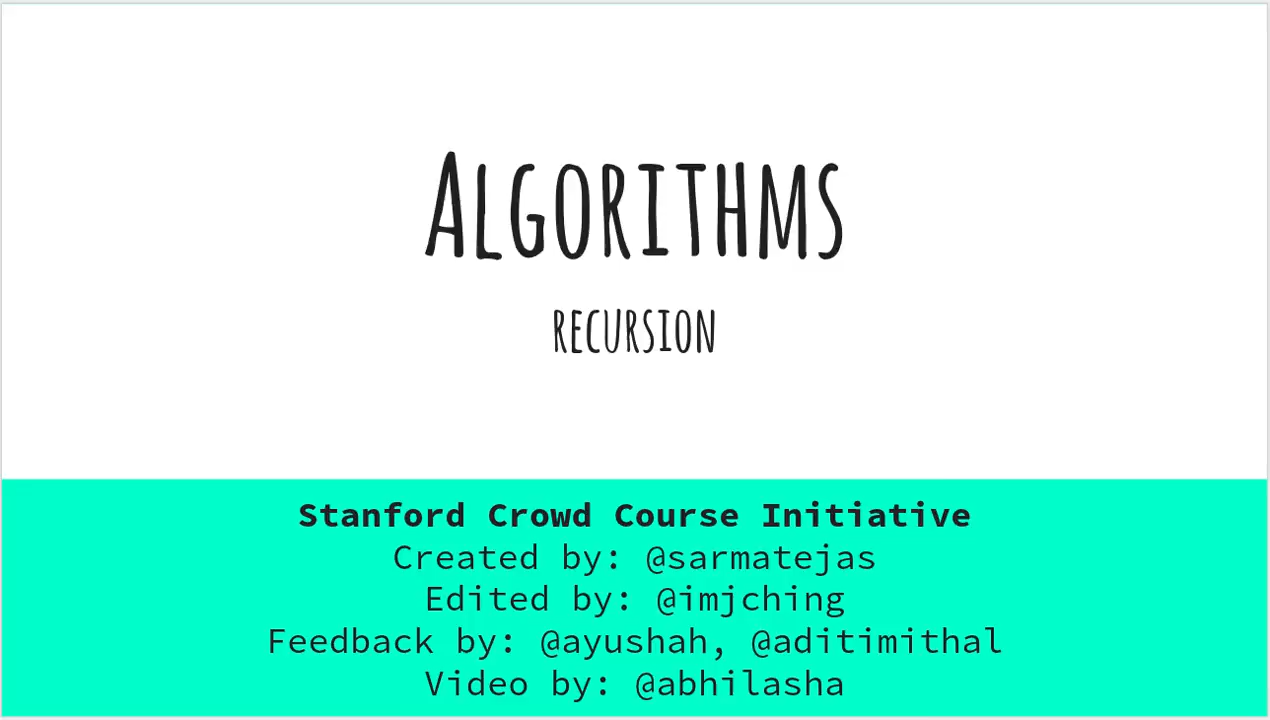 ALGORITHMS
RECURSION
Stanford Crowd Course Initiative
Created by: @sarmatejas
Edited by: @imjching
Feedback by: @ayushah, @aditimithal
Video by: @abhilasha